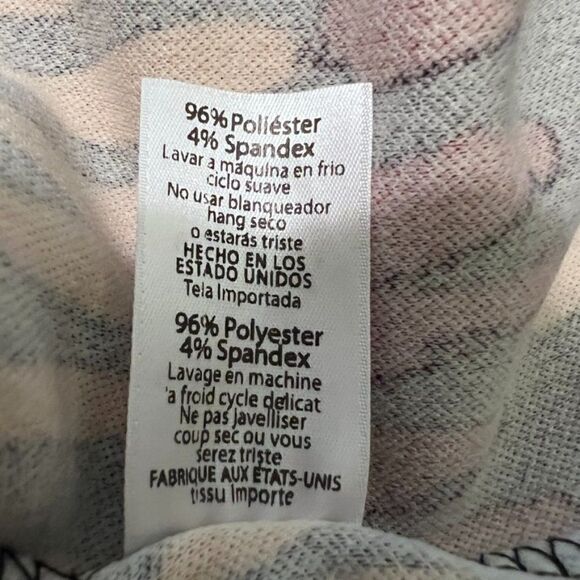 96% Poliéster
4% Spandex
Lavar a máquina en frio
ciclo suave
No usar blanqueador
hang seco
o estarás triste
HECHO EN LOS
ESTADO UNIDOS
Tela Importada
96% Polyester
4% Spandex
Lavage en machine
'a froid cycle delicat
Ne pas Javelliser
coup sec ou vous
serez triste
FABRIQUE AUX ÉTATS-UNIS
tissu Importe